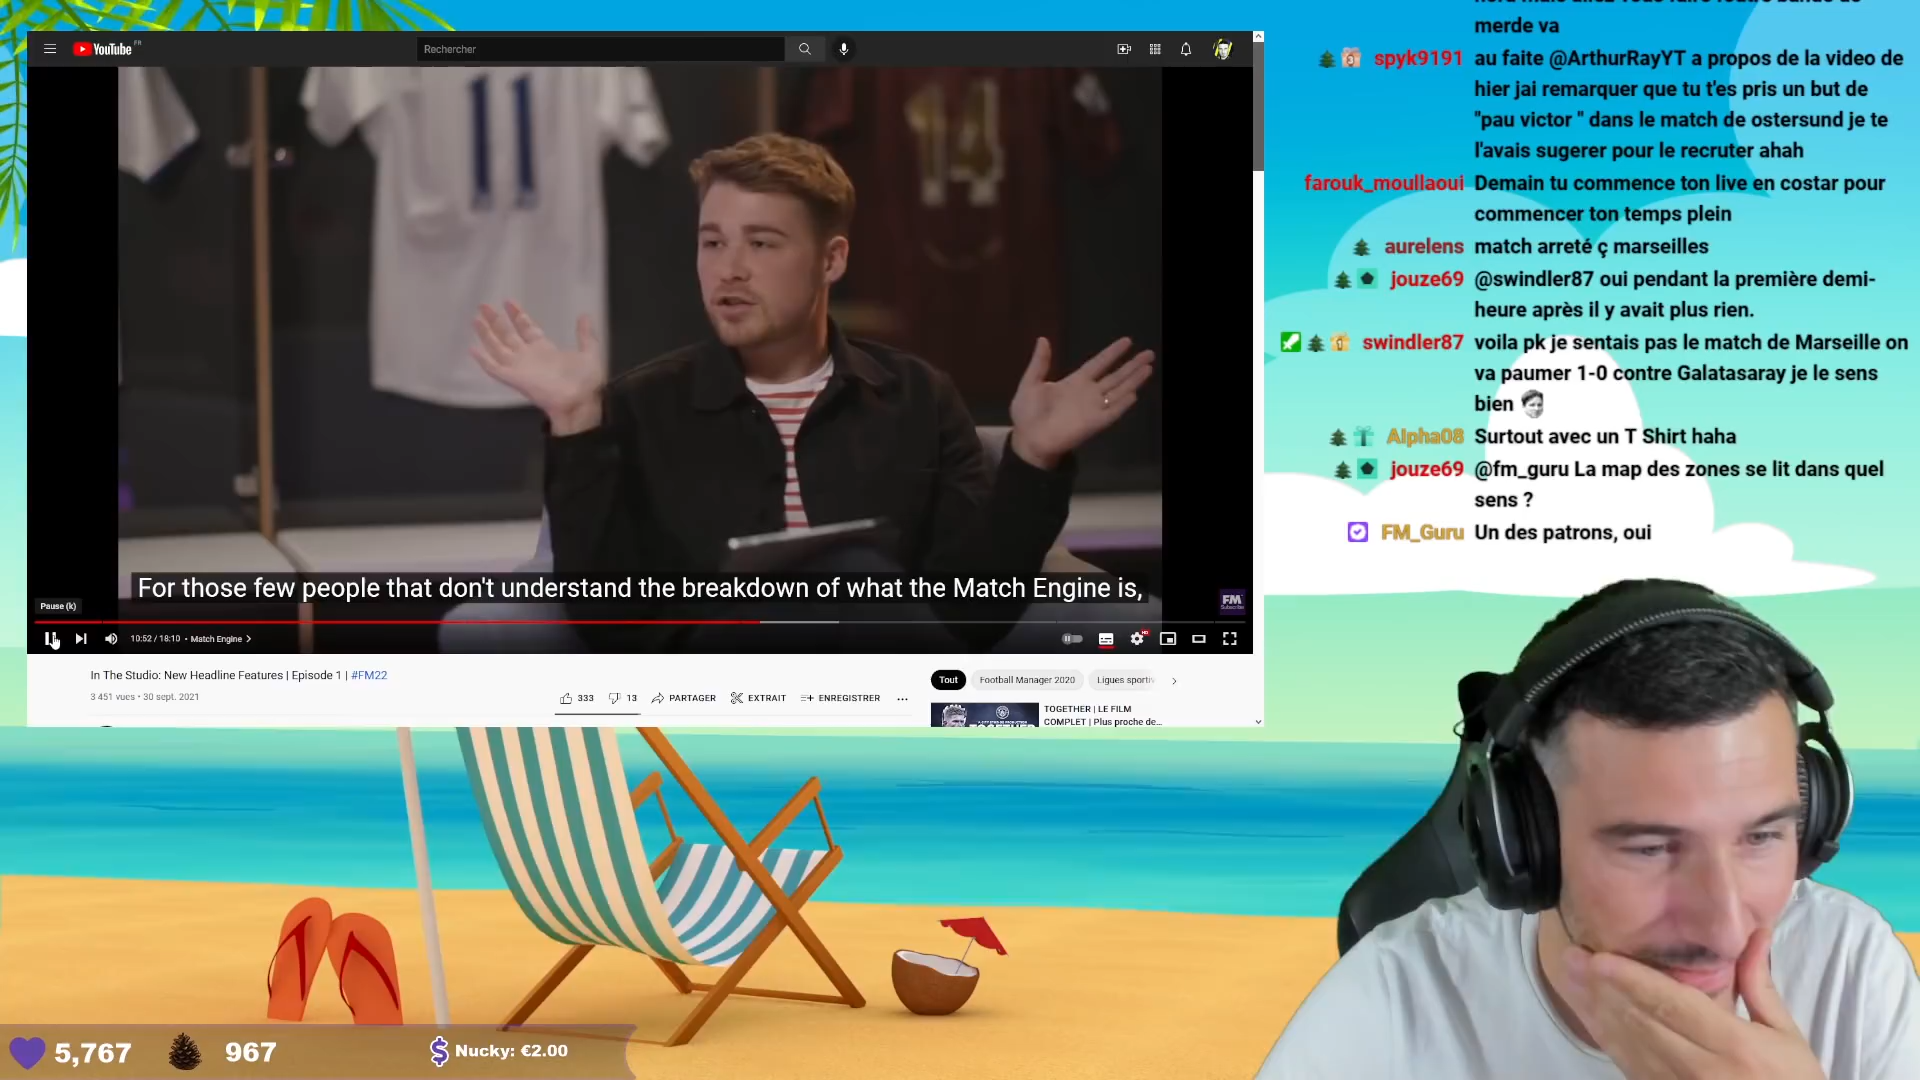 YouTube FR
Rechercher
11
14
For those few people that don't understand the breakdown of what the Match Engine is,
FM
Subscribe
Pause (k)
10:52 / 18:10 • Match Engine
HD
In The Studio: New Headline Features | Episode 1 | #FM22
3 451 vues • 30 sept. 2021
333
13
PARTAGER
EXTRAIT
ENREGISTRER
Tout
Football Manager 2020
Ligues sporti
TOGETHER | LE FILM
COMPLET | Plus proche de...
merde va
spyk9191 au faite @ArthurRayYT a propos de la video de
hier jai remarquer que tu t'es pris un but de
"pau victor " dans le match de ostersund je te
l'avais sugerer pour le recruter ahah
farouk_moullaoui Demain tu commence ton live en costar pour
commencer ton temps plein
aurelens match arreté ç marseilles
jouze69 @swindler87 oui pendant la première demi-
heure après il y avait plus rien.
swindler87 voila pk je sentais pas le match de Marseille on
va paumer 1-0 contre Galatasaray je le sens
bien
Alpha08 Surtout avec un T Shirt haha
jouze69 @fm_guru La map des zones se lit dans quel
sens ?
FM_Guru Un des patrons, oui
5,767
967
Nucky: €2.00